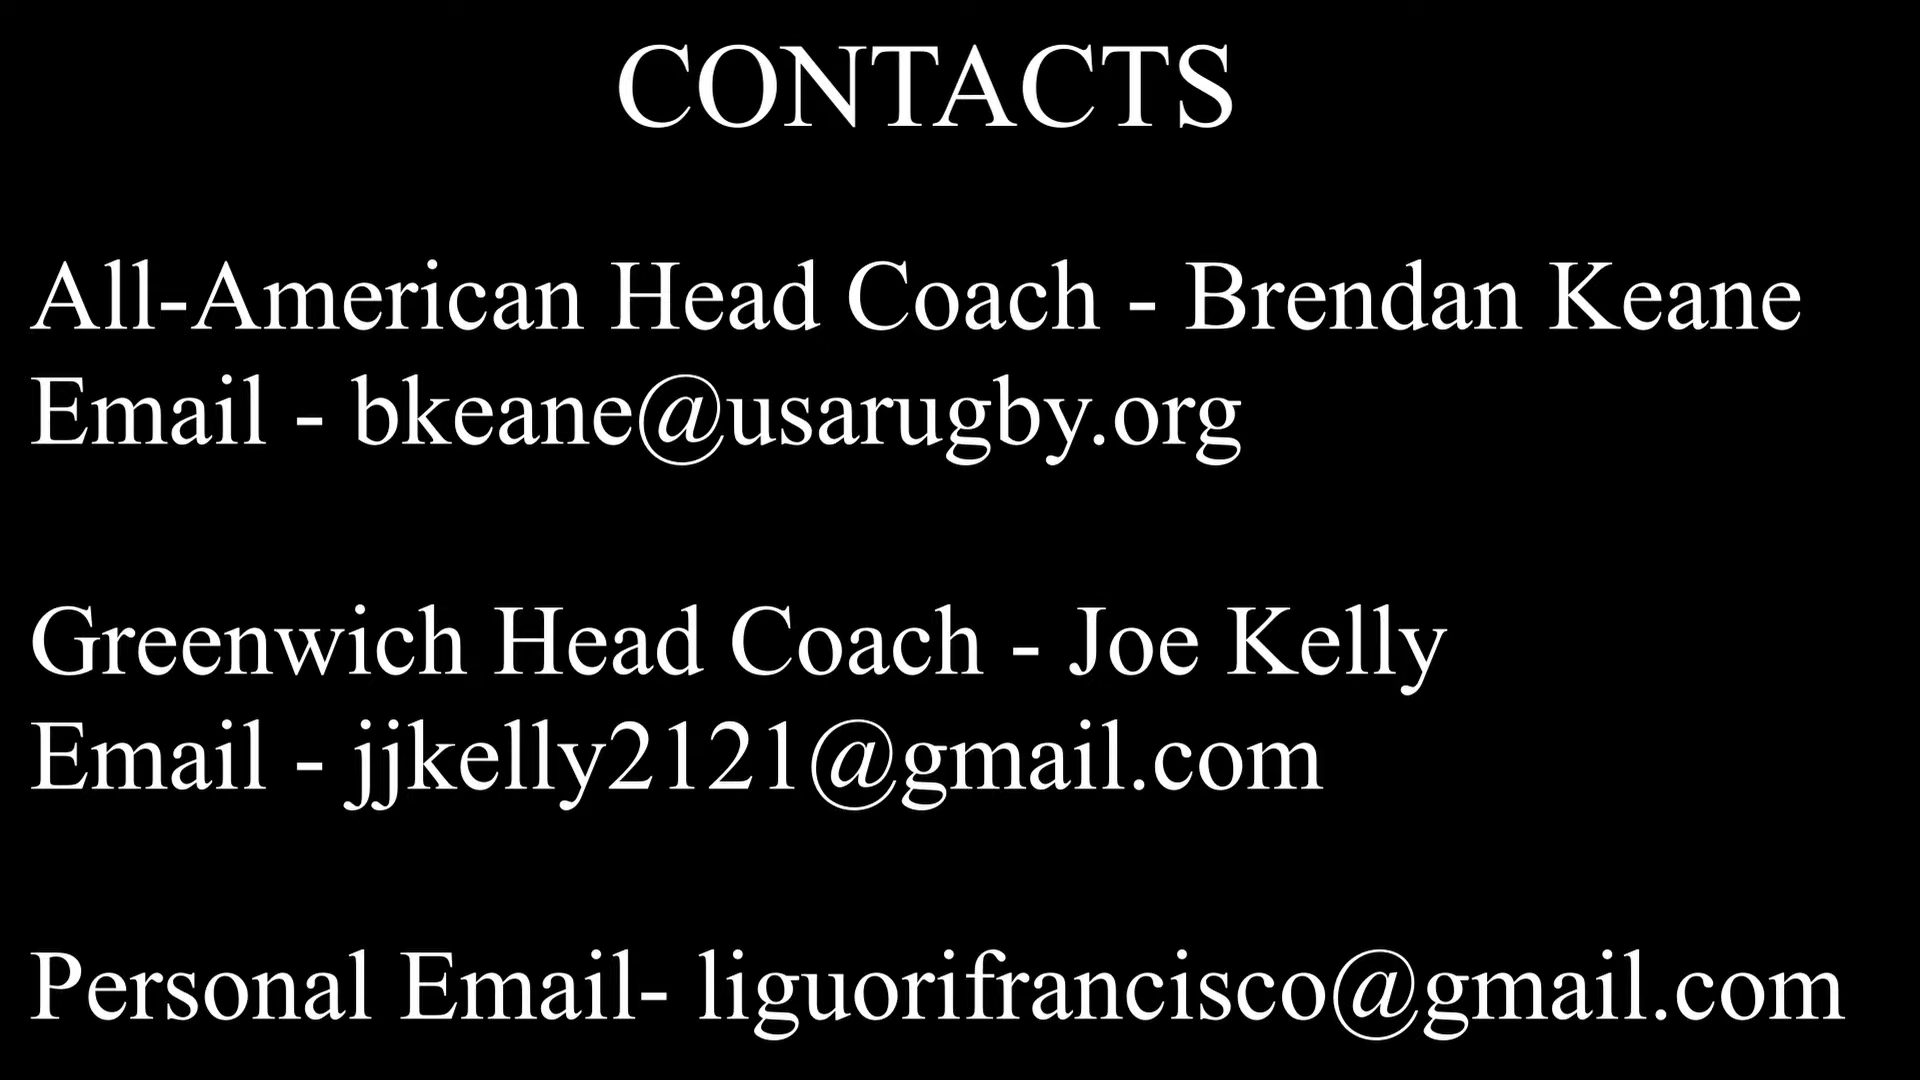 CONTACTS
All-American Head Coach - Brendan Keane
Email - bkeane@usarugby.org
Greenwich Head Coach - Joe Kelly
Email - jjkelly2121@gmail.com
Personal Email- liguorifrancisco@gmail.com